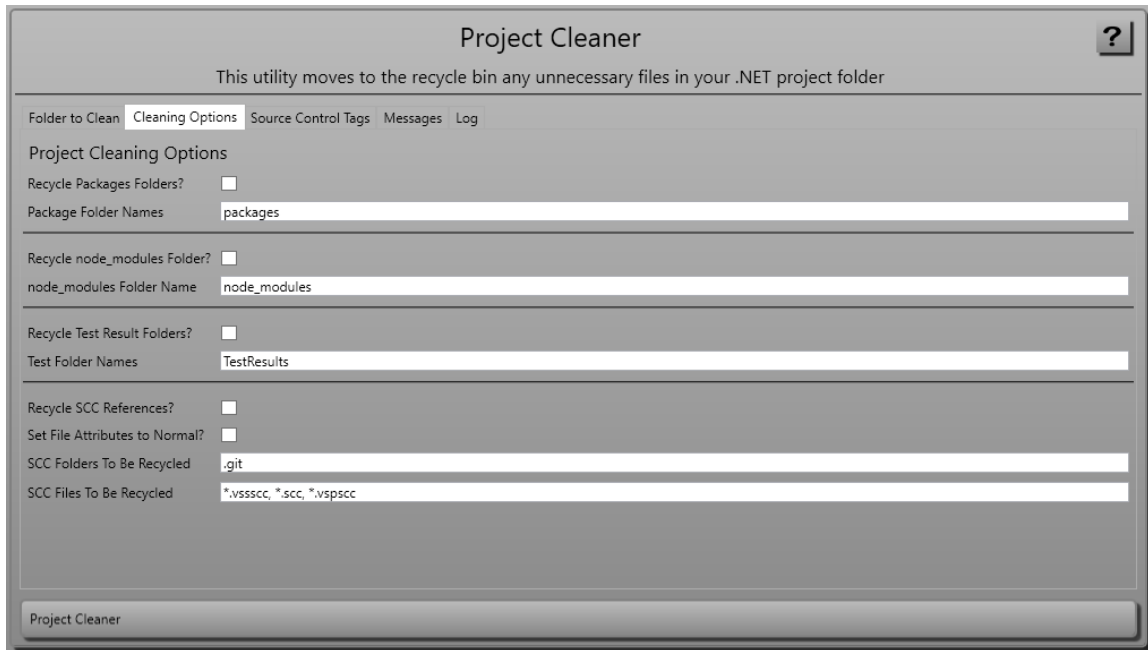 Project Cleaner
?
This utility moves to the recycle bin any unnecessary files in your .NET project folder
Folder to Clean Cleaning Options Source Control Tags Messages Log
Project Cleaning Options
Recycle Packages Folders?
Package Folder Names packages
Recycle node_modules Folder?
node_modules Folder Name node_modules
Recycle Test Result Folders?
Test Folder Names TestResults
Recycle SCC References?
Set File Attributes to Normal?
SCC Folders To Be Recycled .git
SCC Files To Be Recycled *.vssscc, *.scc, *.vspscc
Project Cleaner